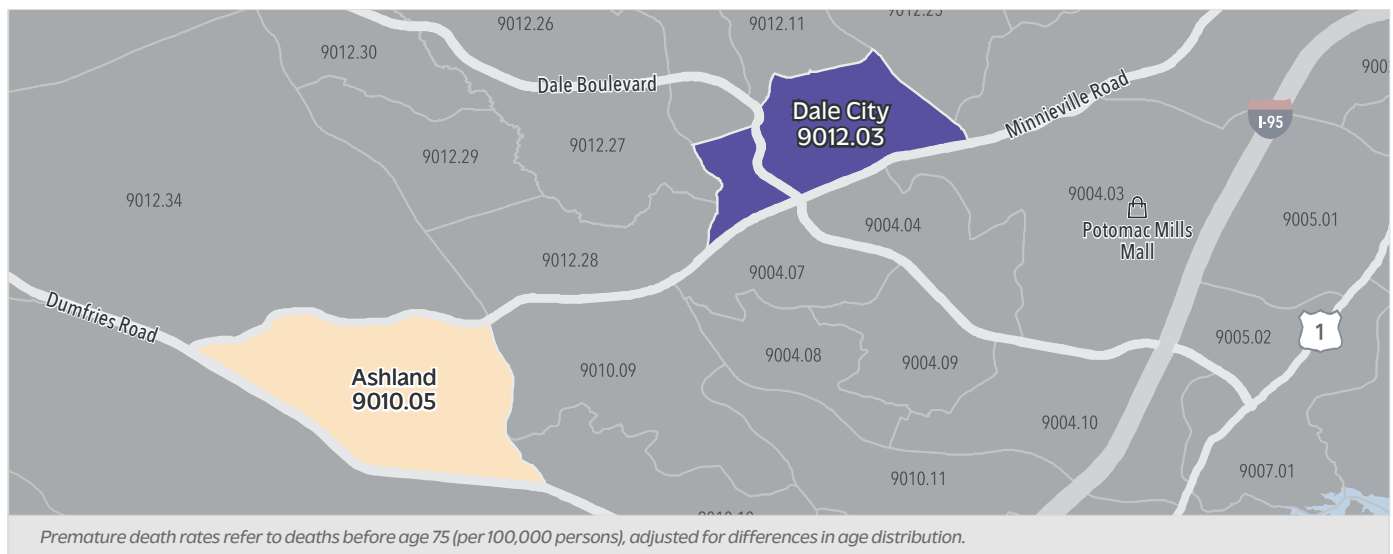 9012.26
9012.11
9012.30
900
Dale Boulevard
Minnieville Road
Dale City
9012.03
I-95
9012.29
9012.27
9012.34
9004.03
Potomac Mills
Mall
9005.01
9004.04
9012.28
9004.07
Dumfries Road
1
9005.02
9004.08
9004.09
9010.09
Ashland
9010.05
9004.10
9010.11
9007.01
Premature death rates refer to deaths before age 75 (per 100,000 persons), adjusted for differences in age distribution.